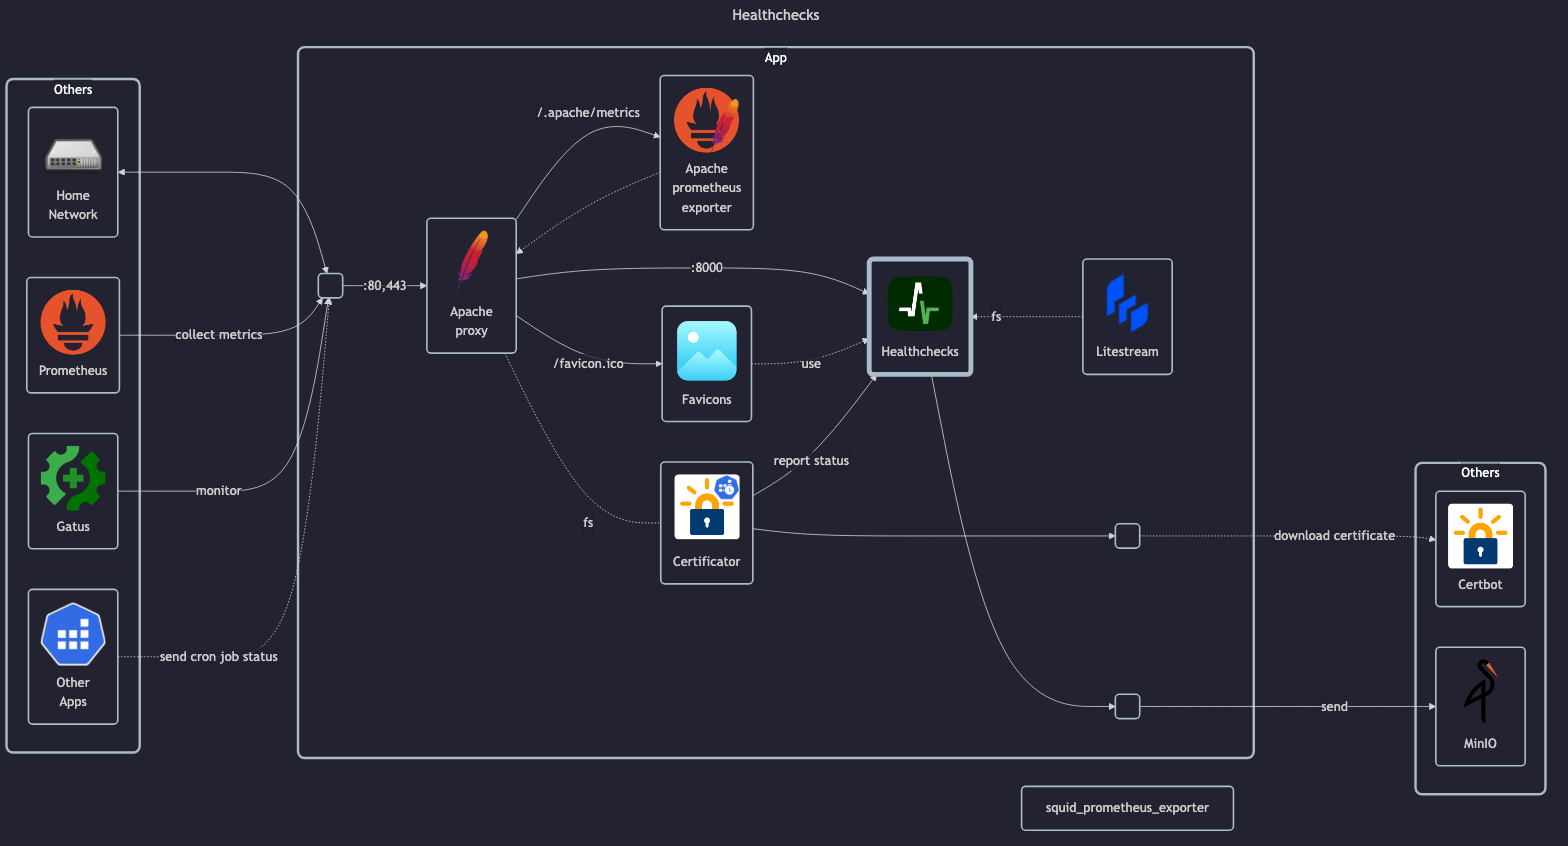 Healthchecks
App
Others
Home
Network
Prometheus
Gatus
Other
Apps
collect metrics
monitor
send cron job status
:80,443
Apache
proxy
/.apache/metrics
Apache
prometheus
exporter
:8000
/favicon.ico
Favicons
use
fs
Certificator
report status
Healthchecks
fs
Litestream
download certificate
send
Others
Certbot
MinIO
squid_prometheus_exporter